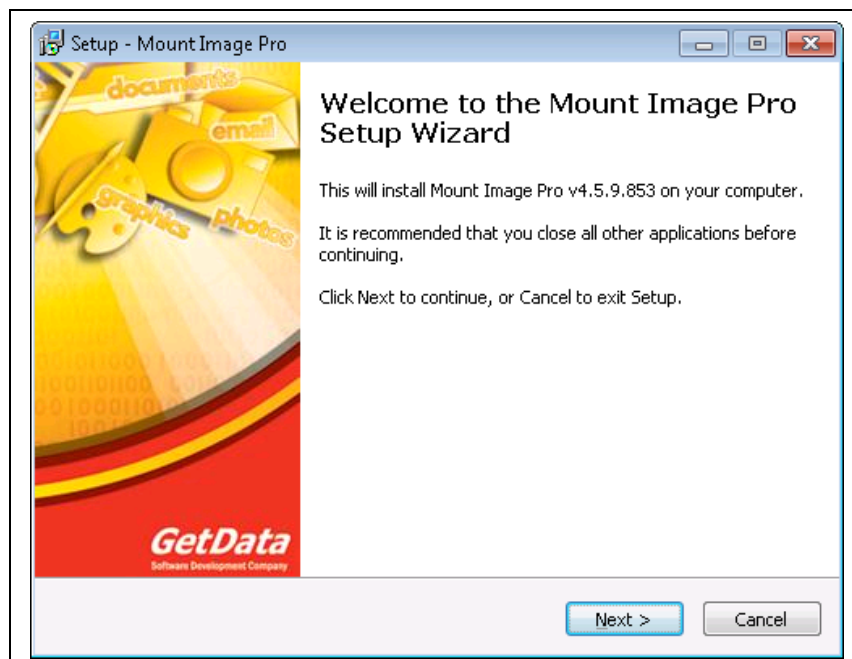 Setup - Mount Image Pro
documents
email
graphics
photos
Welcome to the Mount Image Pro
Setup Wizard
This will install Mount Image Pro v4.5.9.853 on your computer.
It is recommended that you close all other applications before
continuing.
Click Next to continue, or Cancel to exit Setup.
GetData
Software Development Company
Next >
Cancel